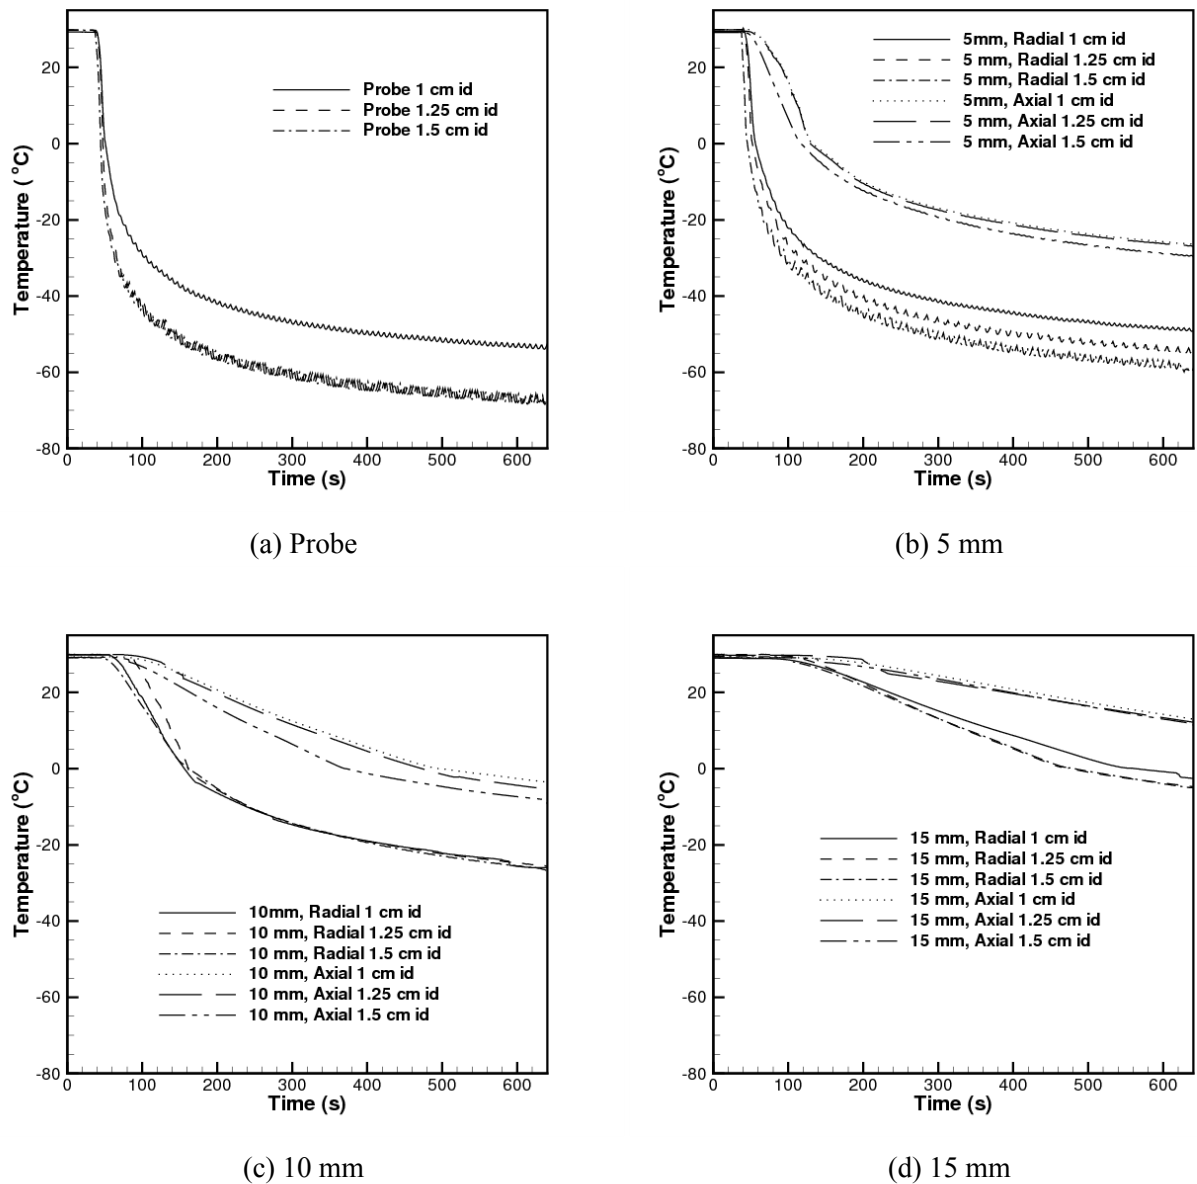 Probe 1 cm id
Probe 1.25 cm id
Probe 1.5 cm id
Temperature ( °C)
20
0
-20
-40
-60
-80
0 100 200 300 400 500 600
Time (s)
(a) Probe
5mm, Radial 1 cm id
5 mm, Radial 1.25 cm id
5 mm, Radial 1.5 cm id
5mm, Axial 1 cm id
5 mm, Axial 1.25 cm id
5 mm, Axial 1.5 cm id
Temperature (°C)
20
0
-20
-40
-60
-80
0 100 200 300 400 500 600
Time (s)
(b) 5 mm
Temperature (°C)
20
0
-20
-40
-60
-80
10mm, Radial 1 cm id
10 mm, Radial 1.25 cm id
10 mm, Radial 1.5 cm id
10 mm, Axial 1 cm id
10 mm, Axial 1.25 cm id
10 mm, Axial 1.5 cm id
0 100 200 300 400 500 600
Time (s)
(c) 10 mm
Temperature (°C)
20
0
-20
-40
-60
-80
15 mm, Radial 1 cm id
15 mm, Radial 1.25 cm id
15 mm, Radial 1.5 cm id
15 mm, Axial 1 cm id
15 mm, Axial 1.25 cm id
15 mm, Axial 1.5 cm id
0 100 200 300 400 500 600
Time (s)
(d) 15 mm